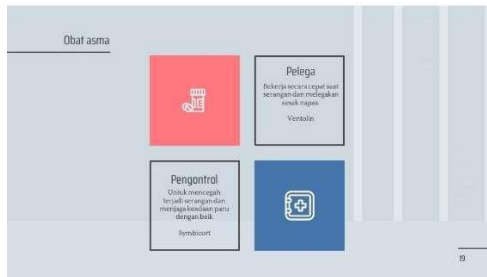 Obat asma
Pelega
Bekerja secara cepat saat
serangan dan melegakan
sesak napas
Ventolin
Pengontrol
Untuk mencegah
terjadi serangan dan
menjaga keadaan paru
dengan baik
Symbicort
19